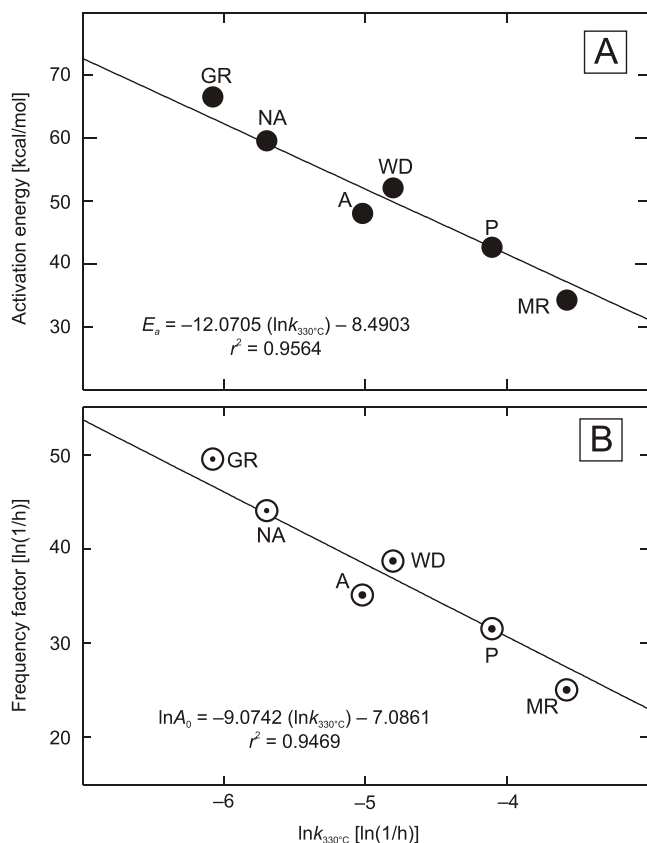 A
70
60
50
40
30
Activation energy [kcal/mol]
GR
NA
WD
A
P
MR
Eₐ = –12.0705 (lnk₃₃₀°C) – 8.4903
r² = 0.9564
B
50
40
30
20
Frequency factor [ln(1/h)]
GR
NA
WD
A
P
MR
lnA₀ = –9.0742 (lnk₃₃₀°C) – 7.0861
r² = 0.9469
–6 –5 –4
lnk₃₃₀°C [ln(1/h)]